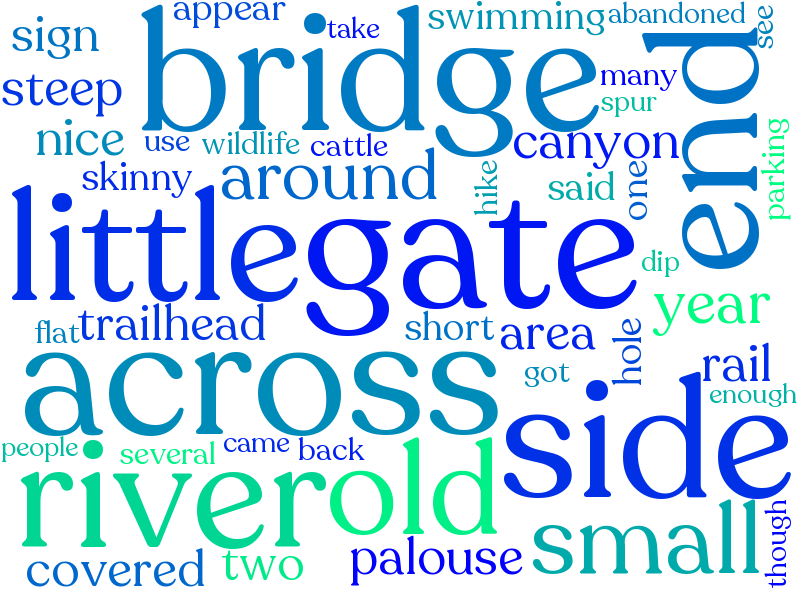 appear
take
swimming
abandoned
see
sign
bridge
end
steep
many
spur
nice
use
wildlife
cattle
canyon
parking
skinny
around
hike
said
one
little
gate
dip
year
flat
trailhead
short
area
hole
across
got
rail
enough
side
people
several
came
back
river
old
small
though
covered
two
palouse